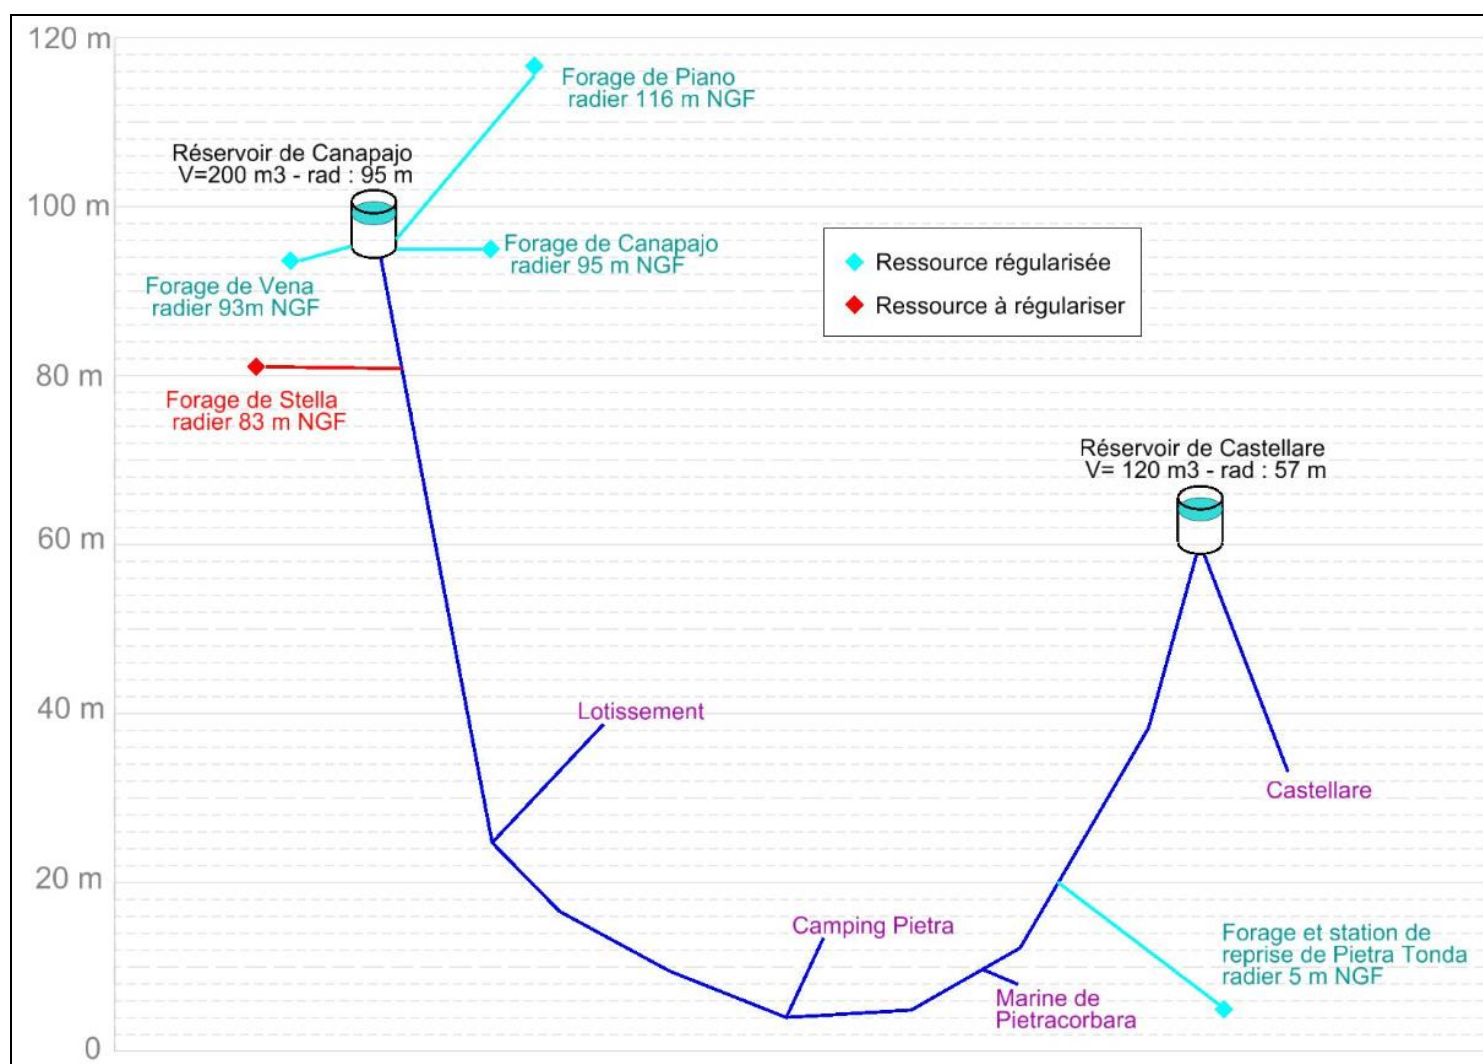 120 m
Forage de Piano
radier 116 m NGF
Réservoir de Canapajo
V=200 m3 - rad : 95 m
100 m
Forage de Canapajo
radier 95 m NGF
Forage de Vena
radier 93m NGF
Ressource régularisée
Ressource à régulariser
80 m
Forage de Stella
radier 83 m NGF
Réservoir de Castellare
V= 120 m3 - rad : 57 m
60 m
40 m
Lotissement
Castellare
20 m
Camping Pietra
Forage et station de
reprise de Pietra Tonda
radier 5 m NGF
Marine de
Pietracorbara
0